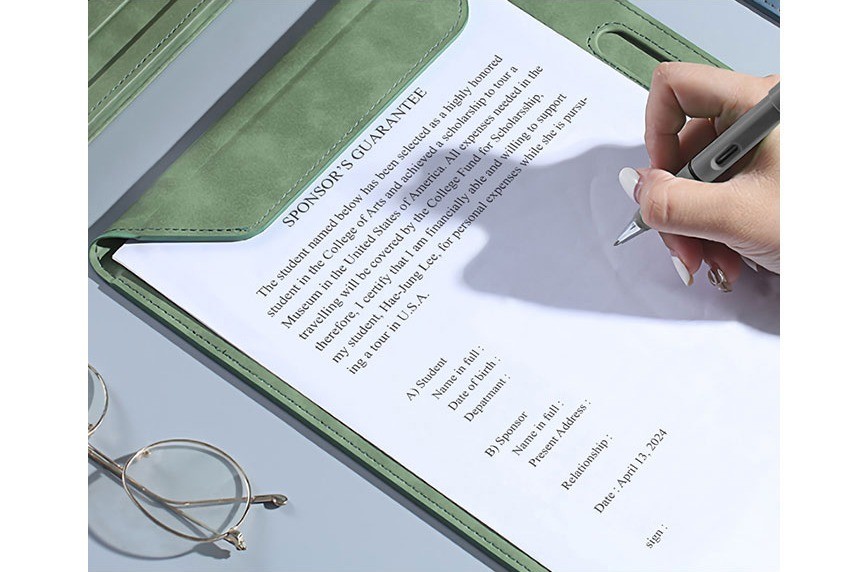 SPONSOR'S GUARANTEE
The student named below has been selected as a highly honored
student in the College of Arts and achieved a scholarship to tour a
Museum in the United States of America. All expenses needed in the
travelling will be covered by the College Fund for Scholarsship,
therefore, I certify that I am financially able and willing to support
my student, Hae-Jung Lee, for personal expenses while she is pursu-
ing a tour in U.S.A.
A) Student
Name in full :
Date of birth :
Depatmant :
B) Sponsor
Name in full :
Present Address :
Relationship :
Date : April 13, 2024
sign :